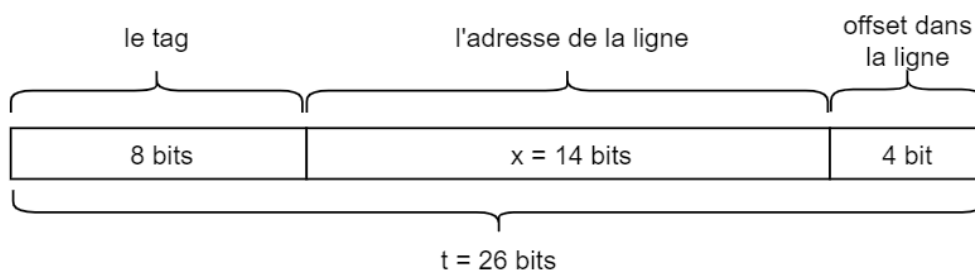 le tag
l'adresse de la ligne
offset dans
la ligne
8 bits
x = 14 bits
4 bit
t = 26 bits